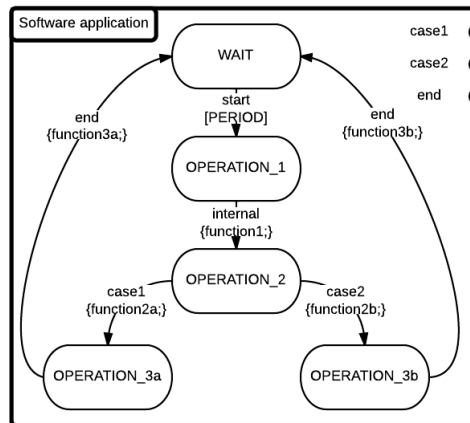 Software application
WAIT
case1
case2
end
start
[PERIOD]
end
{function3a;}
end
{function3b;}
OPERATION_1
internal
{function1;}
OPERATION_2
case1
{function2a;}
case2
{function2b;}
OPERATION_3a
OPERATION_3b